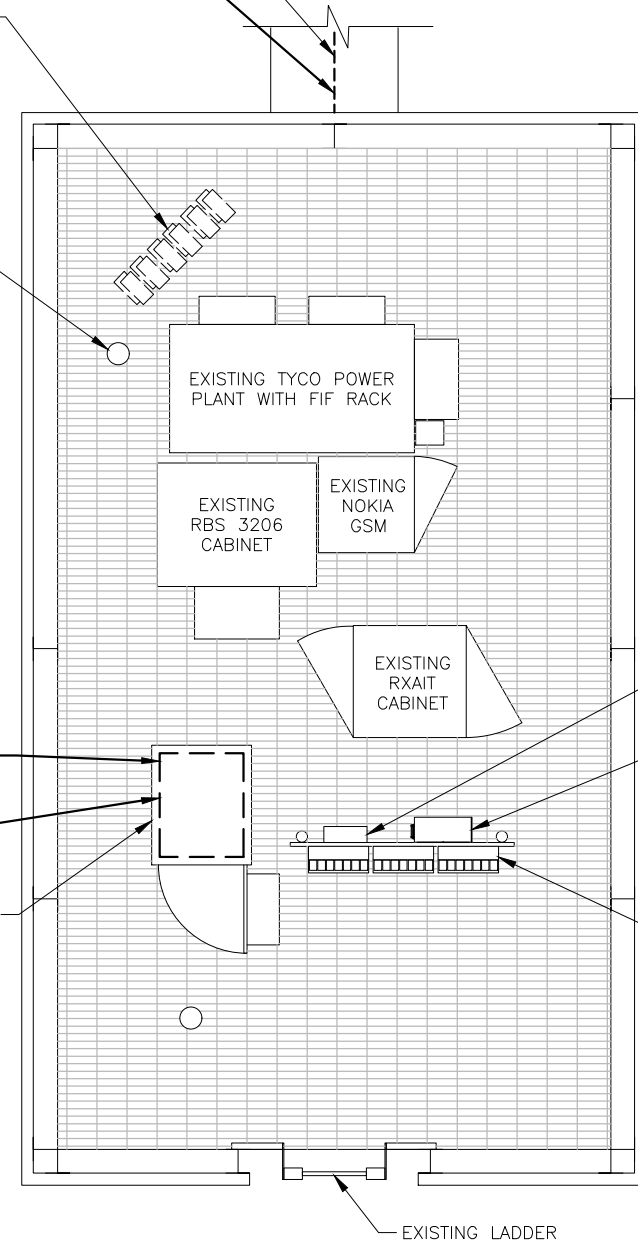 EXISTING TYCO POWER
PLANT WITH FIF RACK
EXISTING
RBS 3206
CABINET
EXISTING
NOKIA
GSM
EXISTING
RXAIT
CABINET
EXISTING LADDER